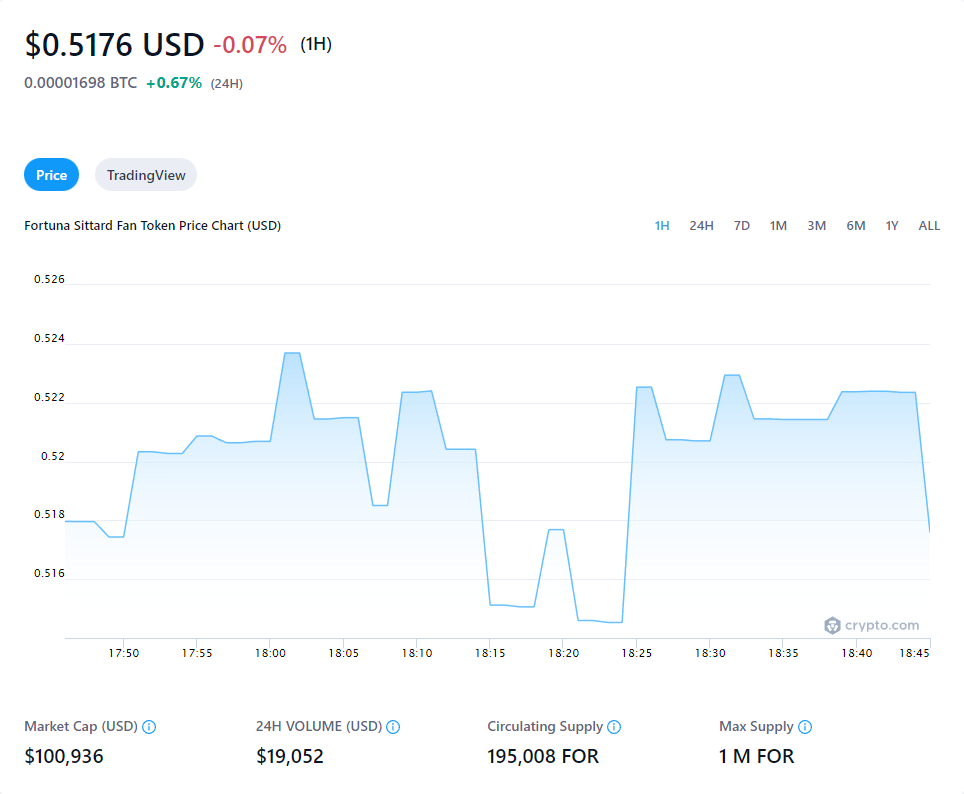 $0.5176 USD -0.07% (1H)
0.00001698 BTC +0.67% (24H)
Price TradingView
Fortuna Sittard Fan Token Price Chart (USD) 1H 24H 7D 1M 3M 6M 1Y ALL
0.526
0.524
0.522
0.52
0.518
0.516
crypto.com
17:50 17:55 18:00 18:05 18:10 18:15 18:20 18:25 18:30 18:35 18:40 18:45
Market Cap (USD) 24H VOLUME (USD) Circulating Supply Max Supply
$100,936 $19,052 195,008 FOR 1 M FOR